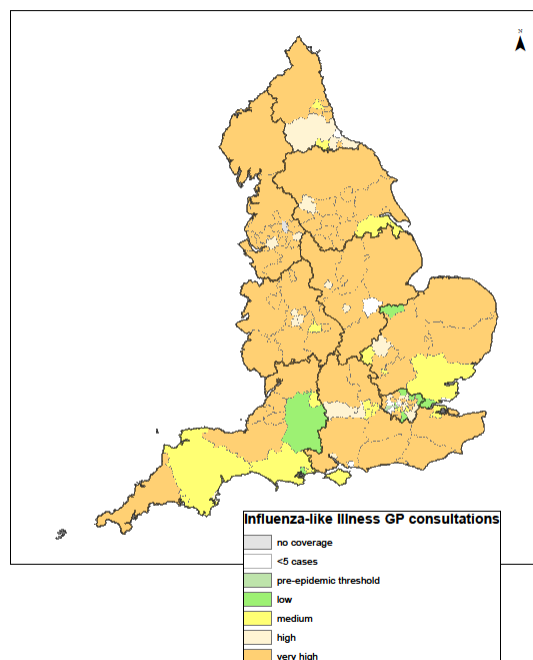 N
Influenza-like Illness GP consultations
no coverage
<5 cases
pre-epidemic threshold
low
medium
high
very high